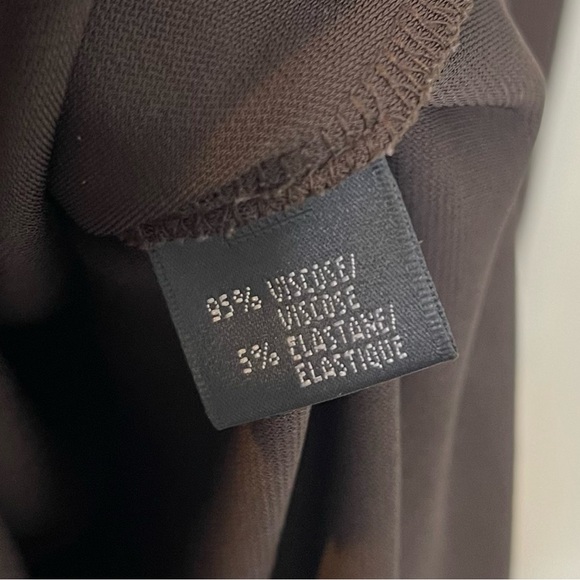 95% VISCOSE/
VISCOSE
5% ELASTANE/
ELASTIQUE